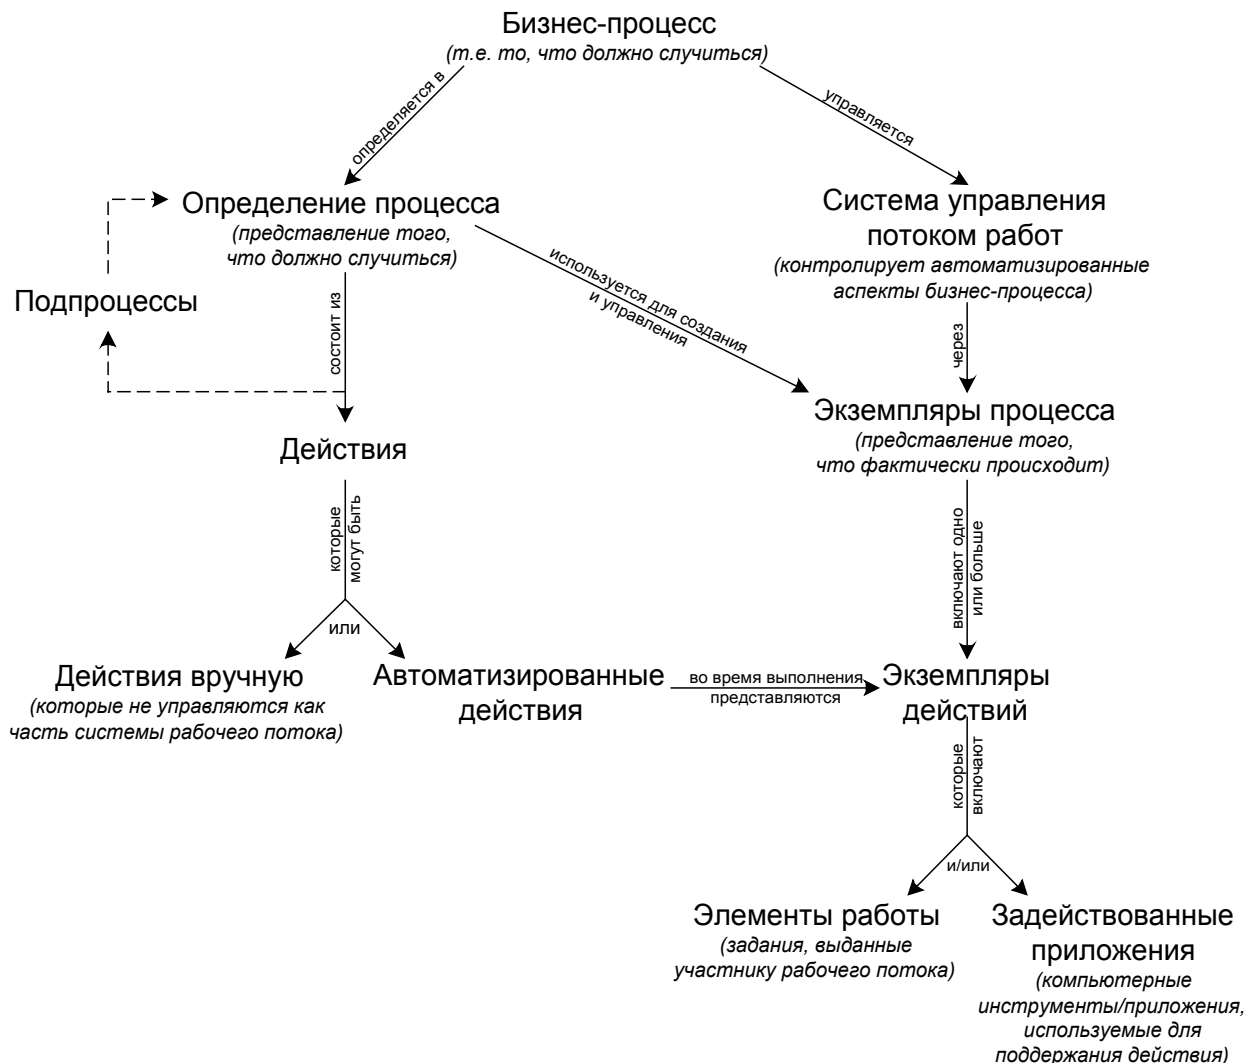 Бизнес-процесс
(т.е. то, что должно случиться)
определяется в
управляется
Определение процесса
(представление того,
что должно случиться)
Система управления
потоком работ
(контролирует автоматизированные
аспекты бизнес-процесса)
Подпроцессы
состоит из
используется для создания
и управления
через
Действия
Экземпляры процесса
(представление того,
что фактически происходит)
которые
могут быть
включают одно
или больше
или
Действия вручную
(которые не управляются как
часть системы рабочего потока)
Автоматизированные
действия
во время выполнения
представляются
Экземпляры
действий
которые
включают
и/или
Элементы работы
(задания, выданные
участнику рабочего потока)
Задействованные
приложения
(компьютерные
инструменты/приложения,
используемые для
поддержания действия)